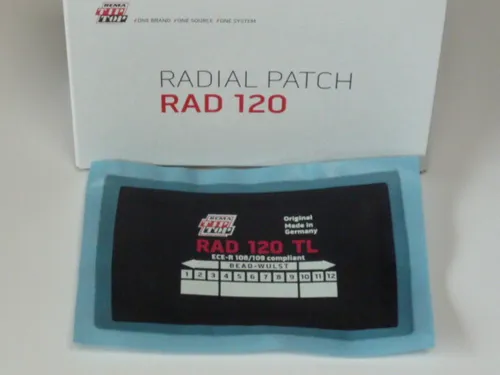 REMA
TIP
TOP
#ONE BRAND #ONE SOURCE #ONE SYSTEM
RADIAL PATCH
RAD 120
REMA
TIP
TOP
Original
Made in
Germany
RAD 120 TL
ECE-R 108/109 compliant
BEAD-WULST
1 2 3 4 5 6 7 8 9 10 11 12